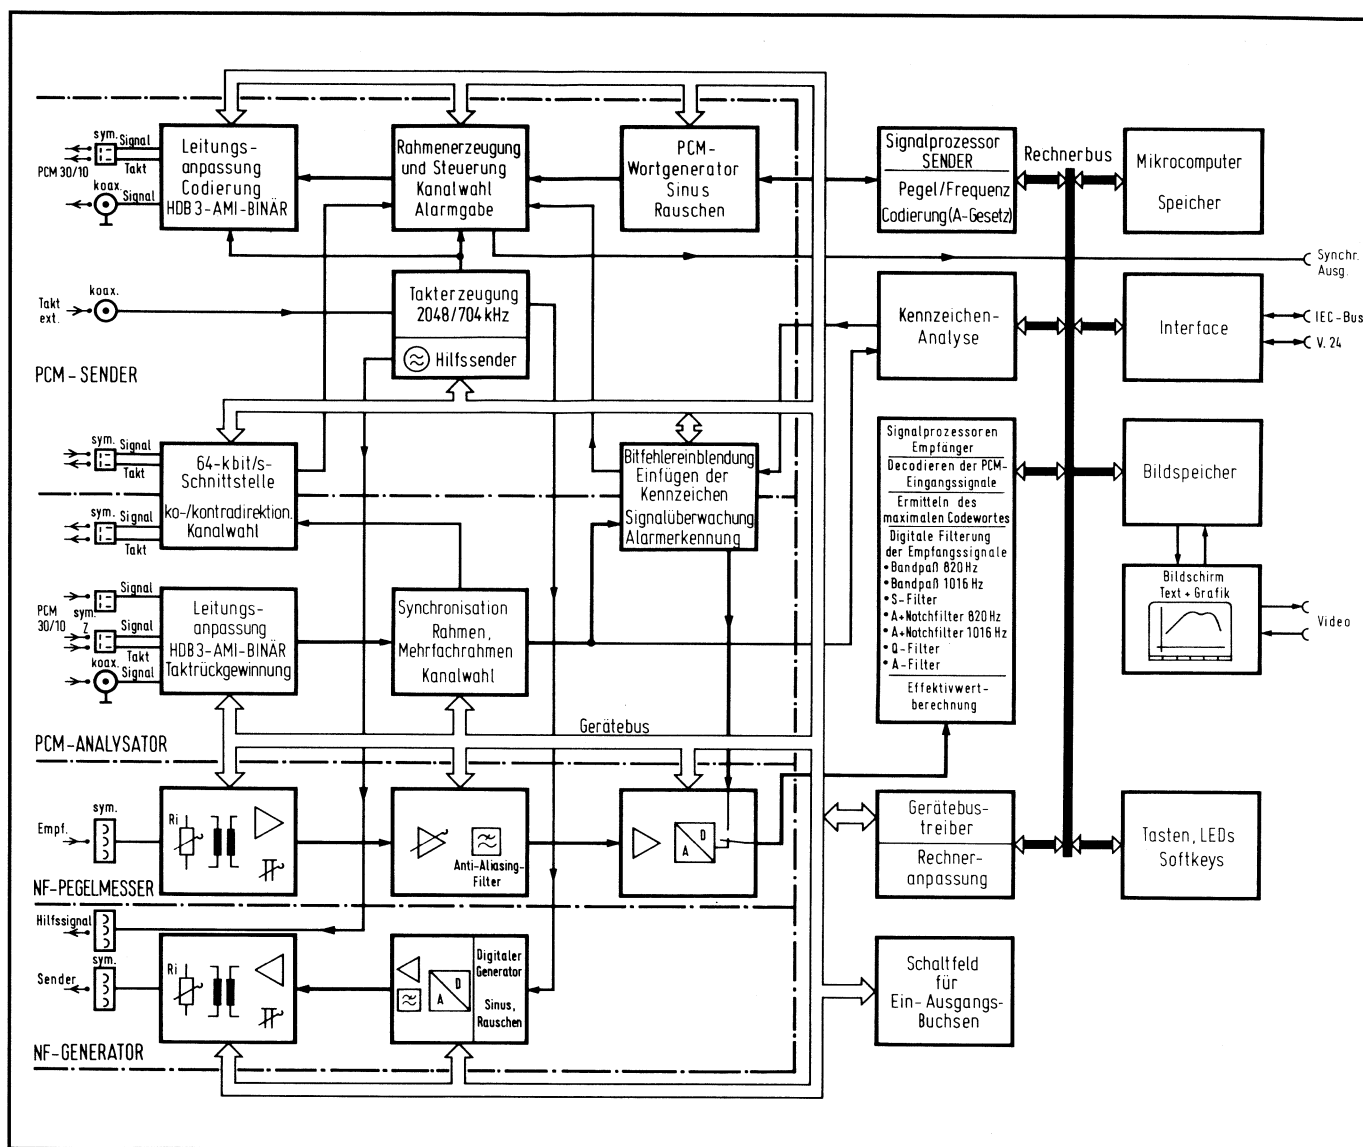 sym.
Signal
Takt
PCM 30/10
koax.
Signal
Leitungs-
anpassung
Codierung
HDB3-AMI-BINÄR
Rahmenerzeugung
und Steuerung
Kanalwahl
Alarmgabe
PCM-
Wortgenerator
Sinus
Rauschen
Signalprozessor
SENDER
Pegel/Frequenz
Codierung(A-Gesetz)
Rechnerbus
Mikrocomputer
Speicher
Synchr.
Ausg.
Takt
ext.
koax.
Takterzeugung
2048/704 kHz
Hilfssender
Kennzeichen-
Analyse
Interface
IEC-Bus
V. 24
PCM-SENDER
sym.
Signal
Takt
64-kbit/s-
Schnittstelle
ko-/kontradirektion.
Kanalwahl
sym.
Signal
Takt
Bitfehlereinblendung
Einfügen der
Kennzeichen
Signalüberwachung
Alarmerkennung
Signalprozessoren
Empfänger
Decodieren der PCM-
Eingangssignale
Ermitteln des
maximalen Codewortes
Digitale Filterung
der Empfangssignale
• Bandpaß 820 Hz
• Bandpaß 1016 Hz
• S-Filter
• A+Notchfilter 820 Hz
• A+Notchfilter 1016 Hz
• Q-Filter
• A-Filter
Effektivwert-
berechnung
Bildspeicher
Bildschirm
Text + Grafik
Video
Signal
PCM
30/10
sym.
Z
Signal
Takt
koax.
Signal
Leitungs-
anpassung
HDB3-AMI-BINÄR
Taktrückgewinnung
Synchronisation
Rahmen,
Mehrfachrahmen
Kanalwahl
Gerätebus
PCM-ANALYSATOR
sym.
Empf.
Ri
Anti-Aliasing-
Filter
D
A
Gerätebus-
treiber
Rechner-
anpassung
Tasten, LEDs
Softkeys
NF-PEGELMESSER
Hilfssignal
sym.
Sender
Ri
D
A
Digitaler
Generator
Sinus,
Rauschen
Schaltfeld
für
Ein-Ausgangs-
Buchsen
NF-GENERATOR